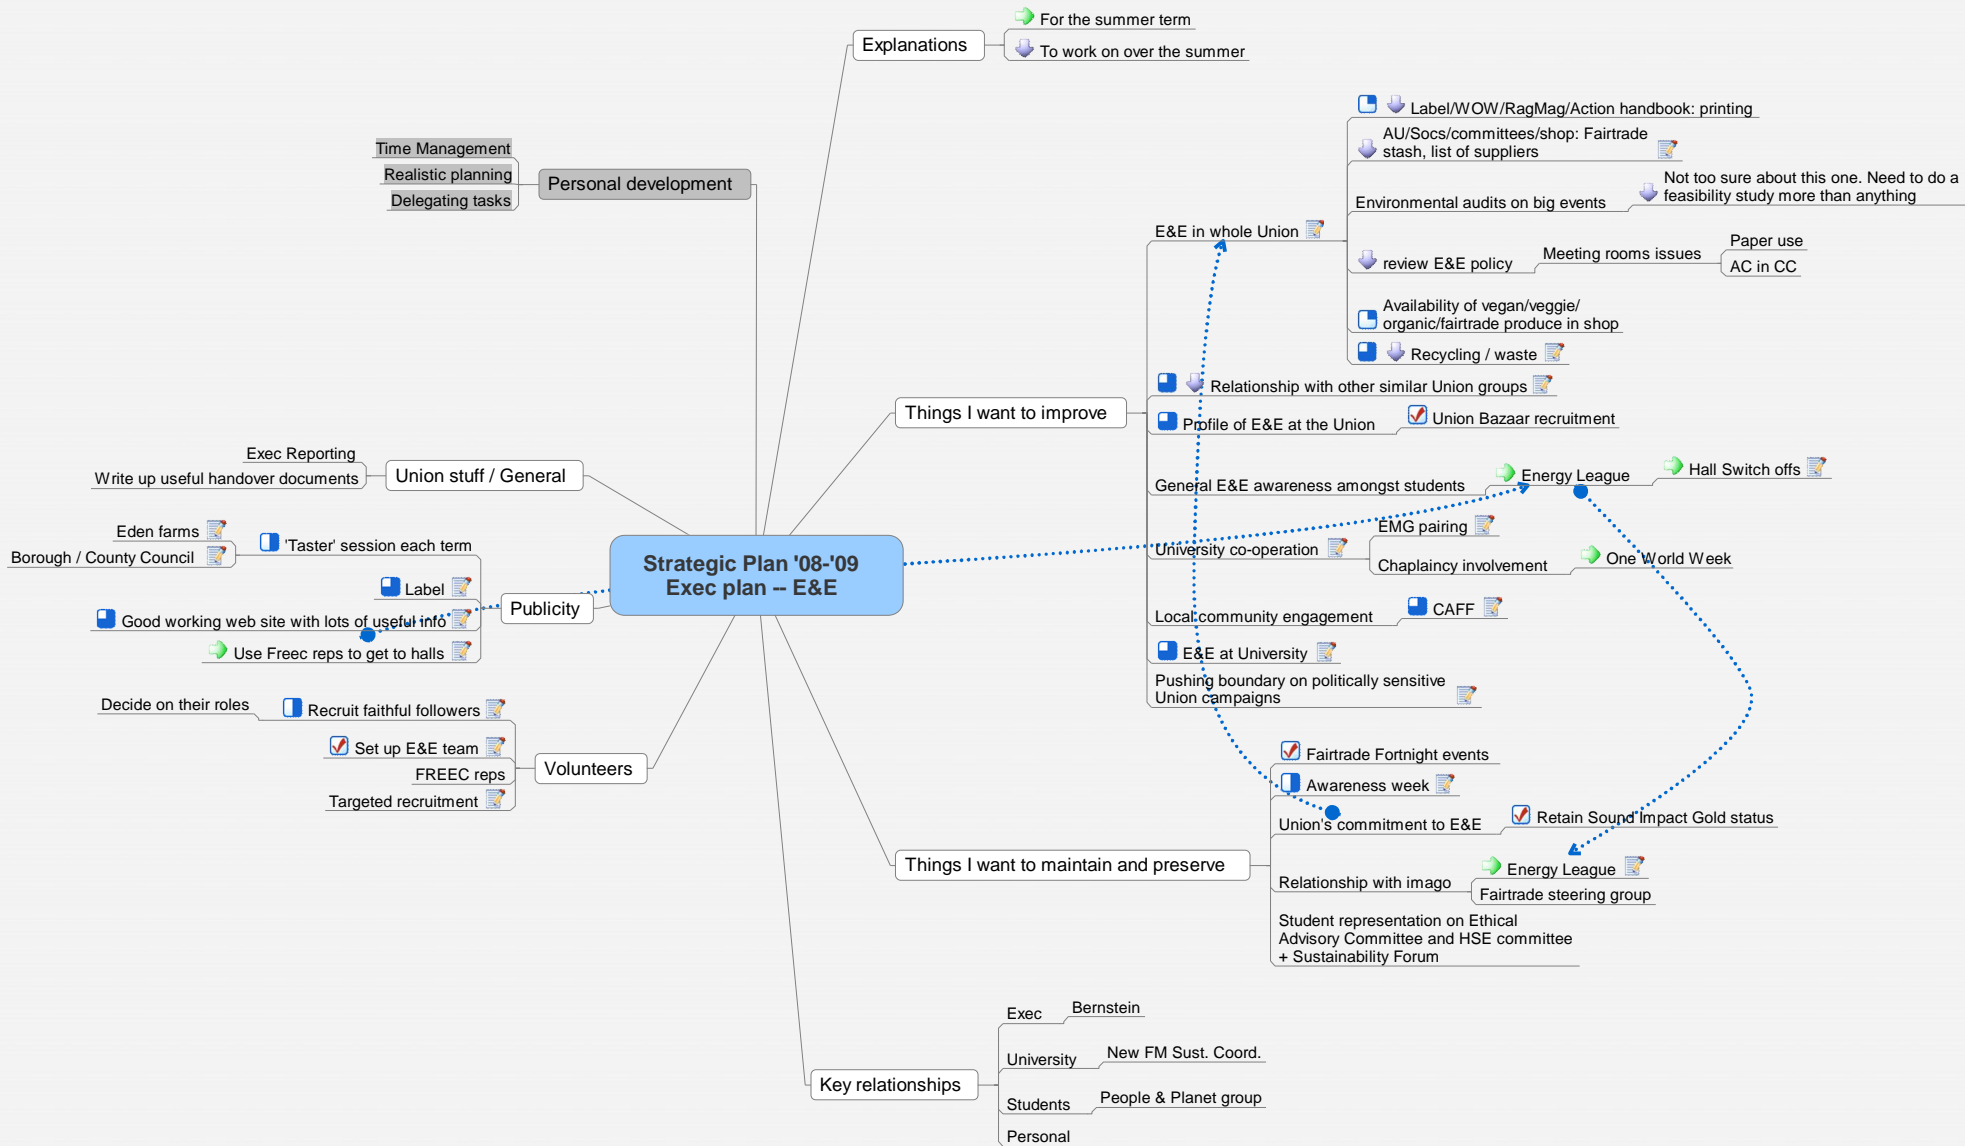 Explanations
For the summer term
To work on over the summer
Time Management
Realistic planning
Delegating tasks
Personal development
Label/WOW/RagMag/Action handbook: printing
AU/Socs/committees/shop: Fairtrade
stash, list of suppliers
Environmental audits on big events
Not too sure about this one. Need to do a
feasibility study more than anything
E&E in whole Union
review E&E policy
Meeting rooms issues
Paper use
AC in CC
Availability of vegan/veggie/
organic/fairtrade produce in shop
Recycling / waste
Things I want to improve
Relationship with other similar Union groups
Profile of E&E at the Union
Union Bazaar recruitment
General E&E awareness amongst students
Energy League
Hall Switch offs
University co-operation
EMG pairing
Chaplaincy involvement
One World Week
Local community engagement
CAFF
E&E at University
Pushing boundary on politically sensitive
Union campaigns
Exec Reporting
Write up useful handover documents
Union stuff / General
Strategic Plan '08-'09
Exec plan -- E&E
Eden farms
Borough / County Council
'Taster' session each term
Label
Good working web site with lots of useful info
Use Freec reps to get to halls
Publicity
Decide on their roles
Recruit faithful followers
Set up E&E team
FREEC reps
Targeted recruitment
Volunteers
Things I want to maintain and preserve
Fairtrade Fortnight events
Awareness week
Union's commitment to E&E
Retain Sound Impact Gold status
Relationship with imago
Energy League
Fairtrade steering group
Student representation on Ethical
Advisory Committee and HSE committee
+ Sustainability Forum
Key relationships
Exec
Bernstein
University
New FM Sust. Coord.
Students
People & Planet group
Personal